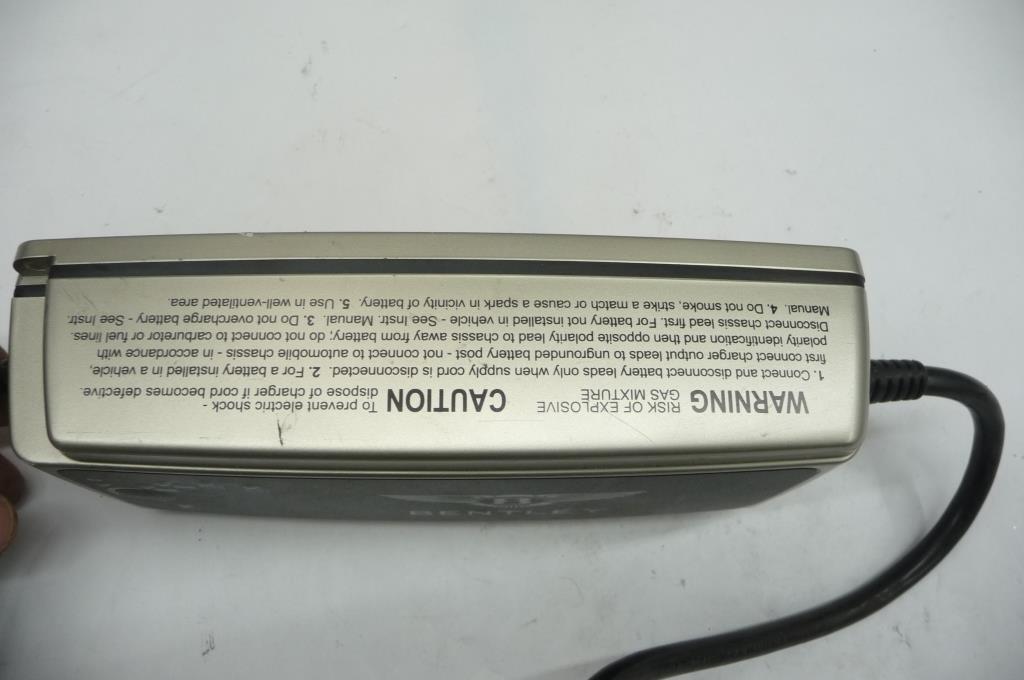 WARNING RISK OF EXPLOSIVE GAS MIXTURE CAUTION To prevent electric shock - dispose of charger if cord becomes defective.
1. Connect and disconnect battery leads only when supply cord is disconnected. 2. For a battery installed in a vehicle,
first connect charger output leads to ungrounded battery post - not connect to automobile chassis - in accordance with
polarity identification and then opposite polarity lead to chassis away from battery; do not connect to carburetor or fuel lines.
Disconnect chassis lead first. For battery not installed in vehicle - See Instr. Manual. 3. Do not overcharge battery - See Instr.
Manual. 4. Do not smoke, strike a match or cause a spark in vicinity of battery. 5. Use in well-ventilated area.
B
BENTLEY